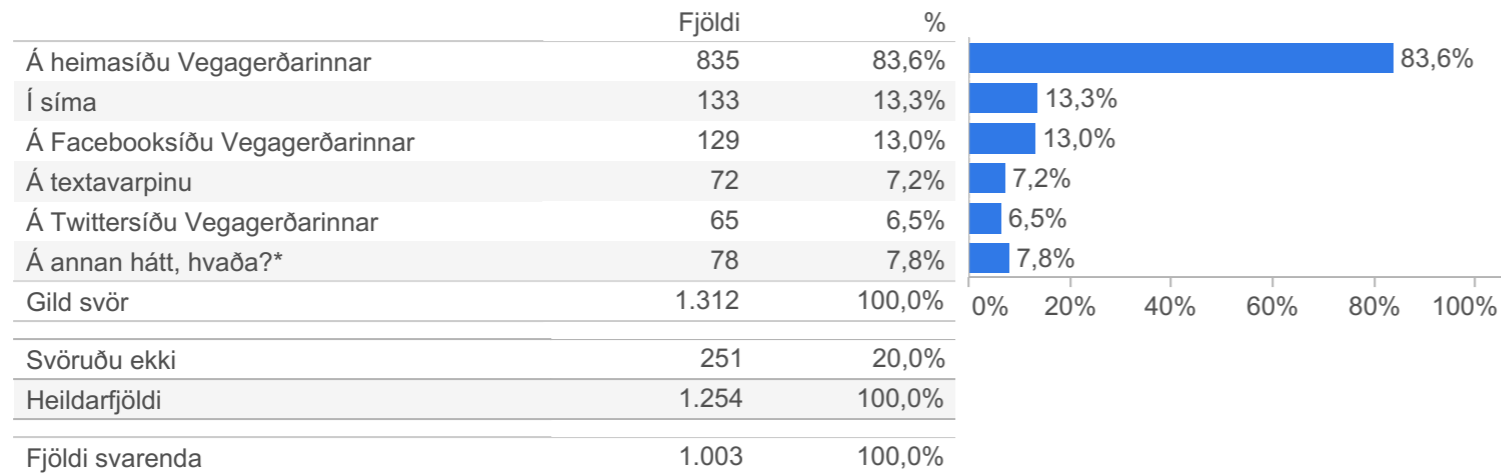 Fjöldi %
Á heimasíðu Vegagerðarinnar 835 83,6% 83,6%
Í síma 133 13,3% 13,3%
Á Facebooksíðu Vegagerðarinnar 129 13,0% 13,0%
Á textavarpinu 72 7,2% 7,2%
Á Twittersíðu Vegagerðarinnar 65 6,5% 6,5%
Á annan hátt, hvaða?* 78 7,8% 7,8%
Gild svör 1.312 100,0% 0% 20% 40% 60% 80% 100%
Svöruðu ekki 251 20,0%
Heildarfjöldi 1.254 100,0%
Fjöldi svarenda 1.003 100,0%